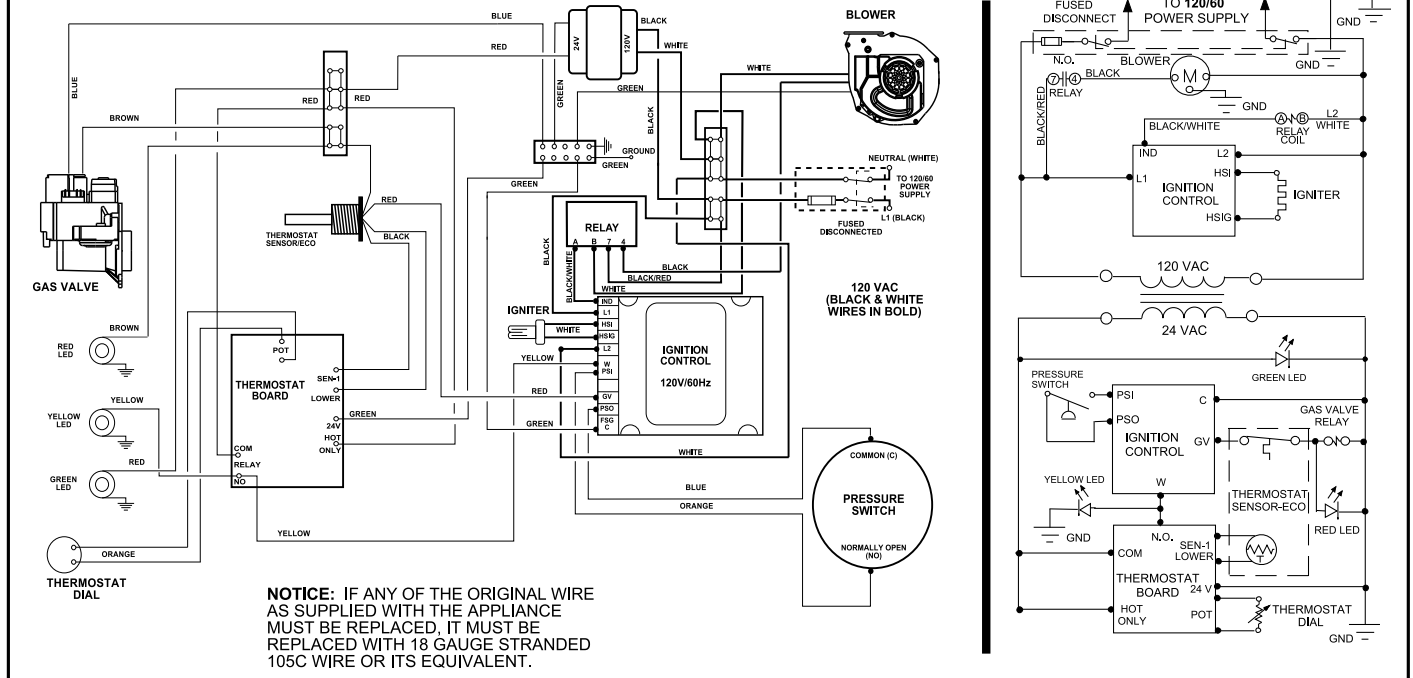 BLUE
BLACK
BLOWER
24V
120V
RED
WHITE
WHITE
BLUE
GREEN
GREEN
RED
RED
BLACK
BROWN
GROUND
GREEN
NEUTRAL (WHITE)
GREEN
TO 120/60
POWER
SUPPLY
RED
L1 (BLACK)
THERMOSTAT
SENSOR/ECO
RELAY
FUSED
DISCONNECTED
BLACK
A B 7 4
BLACK
BLACK
BLACK/WHITE
BLACK/RED
GAS VALVE
WHITE
120 VAC
(BLACK & WHITE
WIRES IN BOLD)
IGNITER
IND
L1
HSI
WHITE
HSIG
L2
BROWN
RED
LED
POT
YELLOW
W
PSI
IGNITION
CONTROL
120V/60Hz
THERMOSTAT
BOARD
SEN-1
LOWER
RED
GV
YELLOW
YELLOW
LED
GREEN
24V
PSO
GREEN
FSG
C
HOT
ONLY
COM
RELAY
NO
WHITE
COMMON (C)
RED
GREEN
LED
BLUE
ORANGE
PRESSURE
SWITCH
YELLOW
NORMALLY OPEN
(NO)
ORANGE
THERMOSTAT
DIAL
NOTICE: IF ANY OF THE ORIGINAL WIRE
AS SUPPLIED WITH THE APPLIANCE
MUST BE REPLACED, IT MUST BE
REPLACED WITH 18 GAUGE STRANDED
105C WIRE OR ITS EQUIVALENT.
FUSED
DISCONNECT
TO 120/60
POWER SUPPLY
GND
N.O.
BLOWER
GND
7 4
BLACK
M
RELAY
GND
BLACK/RED
BLACK/WHITE
A B
L2
WHITE
RELAY
COIL
IND
L2
L1
HSI
IGNITION
CONTROL
IGNITER
HSIG
120 VAC
24 VAC
GREEN LED
PRESSURE
SWITCH
PSI
C
PSO
GAS VALVE
RELAY
IGNITION
CONTROL
GV
YELLOW LED
W
THERMOSTAT
SENSOR-ECO
RED LED
GND
N.O.
SEN-1
LOWER
COM
THERMOSTAT
BOARD
24 V
HOT
ONLY
POT
THERMOSTAT
DIAL
GND